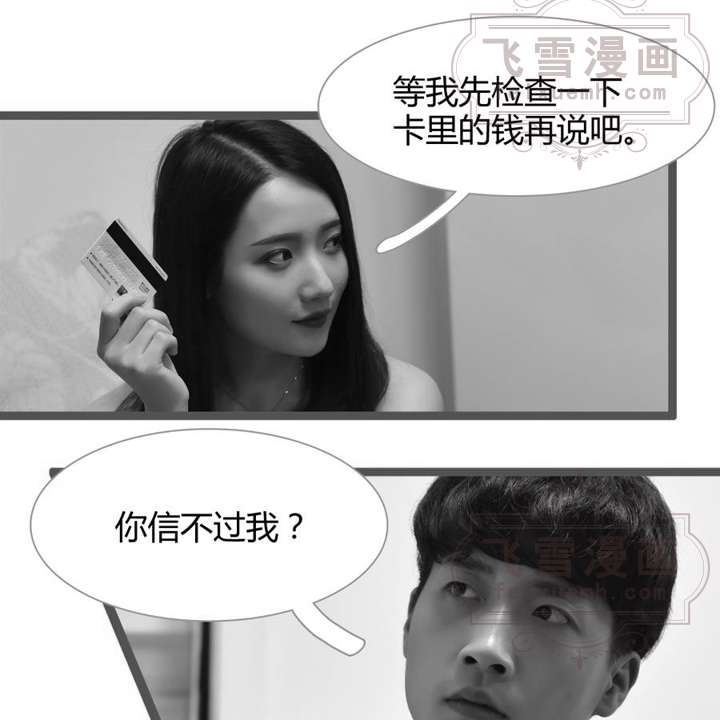 飞雪漫画
等我先检查一下
卡里的钱再说吧。
你信不过我？
飞雪漫画